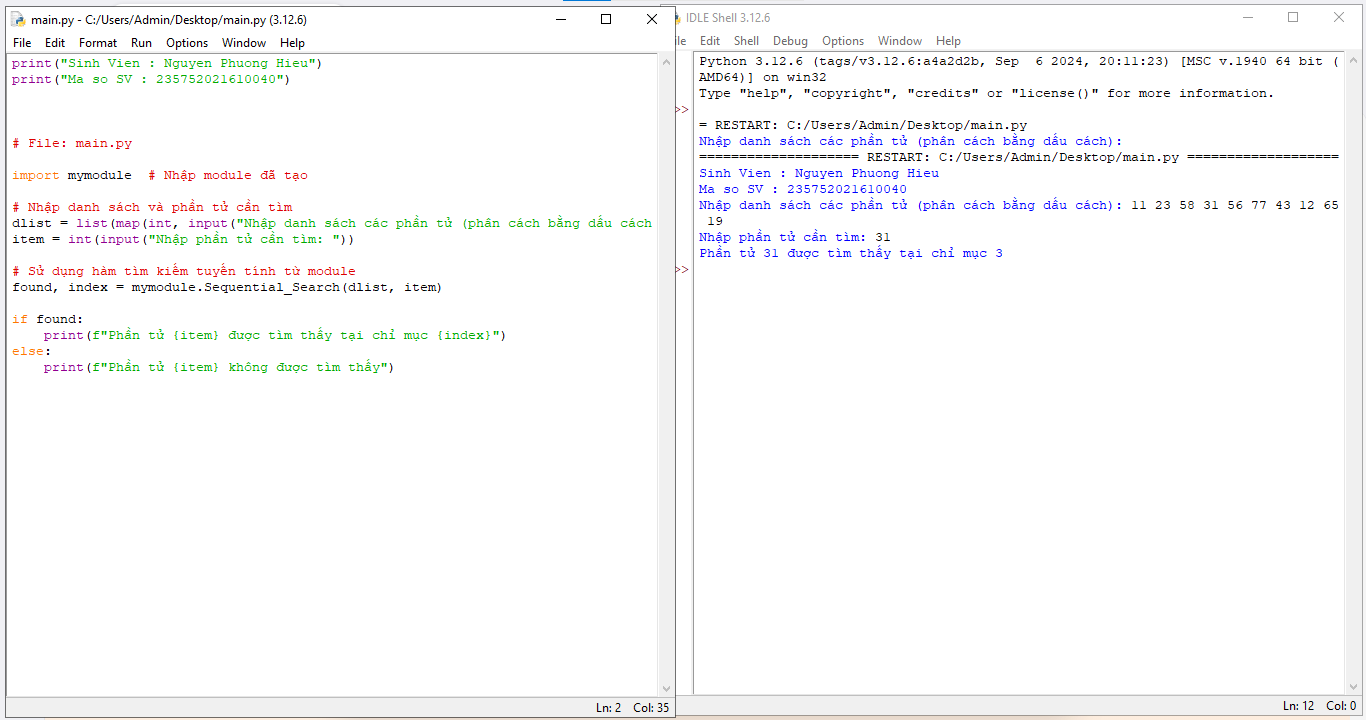 main.py - C:/Users/Admin/Desktop/main.py (3.12.6)
File Edit Format Run Options Window Help
print("Sinh Vien : Nguyen Phuong Hieu")
print("Ma so SV : 235752021610040")
# File: main.py
import mymodule  # Nhập module đã tạo
# Nhập danh sách và phần tử cần tìm
dlist = list(map(int, input("Nhập danh sách các phần tử (phân cách bằng dấu cách
item = int(input("Nhập phần tử cần tìm: "))
# Sử dụng hàm tìm kiếm tuyến tính từ module
found, index = mymodule.Sequential_Search(dlist, item)
if found:
    print(f"Phần tử {item} được tìm thấy tại chỉ mục {index}")
else:
    print(f"Phần tử {item} không được tìm thấy")
Ln: 2 Col: 35
IDLE Shell 3.12.6
ile Edit Shell Debug Options Window Help
Python 3.12.6 (tags/v3.12.6:a4a2d2b, Sep  6 2024, 20:11:23) [MSC v.1940 64 bit (
AMD64)] on win32
Type "help", "copyright", "credits" or "license()" for more information.
>>
= RESTART: C:/Users/Admin/Desktop/main.py
Nhập danh sách các phần tử (phân cách bằng dấu cách):
==================== RESTART: C:/Users/Admin/Desktop/main.py ===================
Sinh Vien : Nguyen Phuong Hieu
Ma so SV : 235752021610040
Nhập danh sách các phần tử (phân cách bằng dấu cách): 11 23 58 31 56 77 43 12 65
 19
Nhập phần tử cần tìm: 31
Phần tử 31 được tìm thấy tại chỉ mục 3
>>
Ln: 12 Col: 0